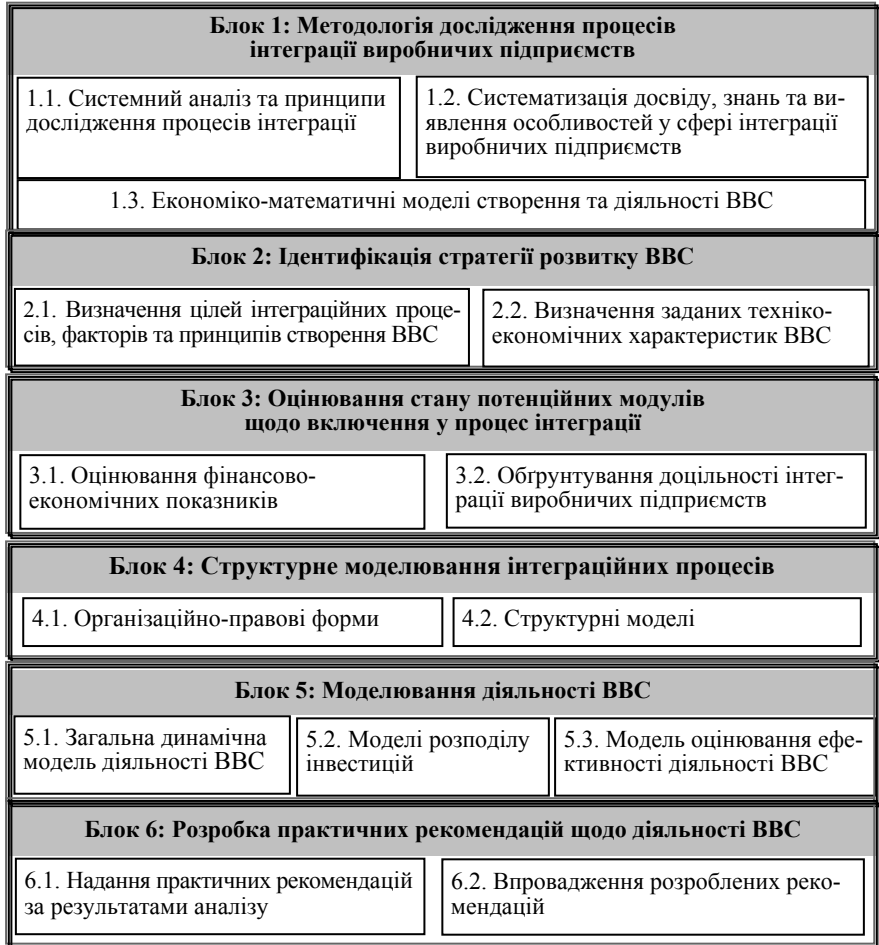 Блок 1: Методологія дослідження процесів
інтеграції виробничих підприємств
1.1. Системний аналіз та принципи
дослідження процесів інтеграції
1.2. Систематизація досвіду, знань та ви-
явлення особливостей у сфері інтеграції
виробничих підприємств
1.3. Економіко-математичні моделі створення та діяльності ВВС
Блок 2: Ідентифікація стратегії розвитку ВВС
2.1. Визначення цілей інтеграційних проце-
сів, факторів та принципів створення ВВС
2.2. Визначення заданих техніко-
економічних характеристик ВВС
Блок 3: Оцінювання стану потенційних модулів
щодо включення у процес інтеграції
3.1. Оцінювання фінансово-
економічних показників
3.2. Обґрунтування доцільності інтег-
рації виробничих підприємств
Блок 4: Структурне моделювання інтеграційних процесів
4.1. Організаційно-правові форми
4.2. Структурні моделі
Блок 5: Моделювання діяльності ВВС
5.1. Загальна динамічна
модель діяльності ВВС
5.2. Моделі розподілу
інвестицій
5.3. Модель оцінювання ефе-
ктивності діяльності ВВС
Блок 6: Розробка практичних рекомендацій щодо діяльності ВВС
6.1. Надання практичних рекомендацій
за результатами аналізу
6.2. Впровадження розроблених реко-
мендацій